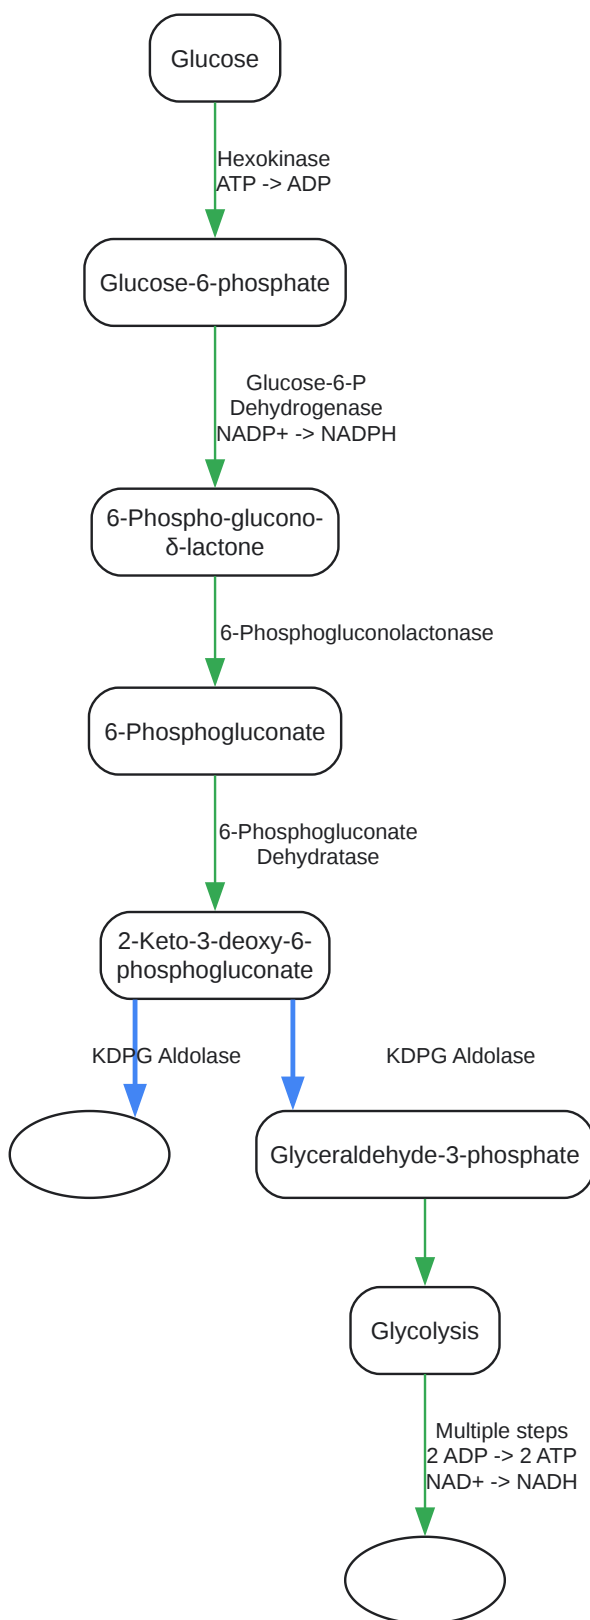 Glucose
Hexokinase
ATP -> ADP
Glucose-6-phosphate
Glucose-6-P
Dehydrogenase
NADP+ -> NADPH
6-Phospho-glucono-
δ-lactone
6-Phosphogluconolactonase
6-Phosphogluconate
6-Phosphogluconate
Dehydratase
2-Keto-3-deoxy-6-
phosphogluconate
KDPG Aldolase
KDPG Aldolase
Glyceraldehyde-3-phosphate
Glycolysis
Multiple steps
2 ADP -> 2 ATP
NAD+ -> NADH